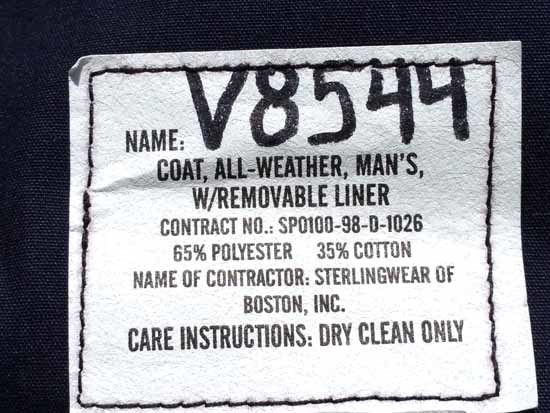 NAME: V8544
COAT, ALL-WEATHER, MAN'S,
W/REMOVABLE LINER
CONTRACT NO.: SPO100-98-D-1026
65% POLYESTER 35% COTTON
NAME OF CONTRACTOR: STERLINGWEAR OF
BOSTON, INC.
CARE INSTRUCTIONS: DRY CLEAN ONLY